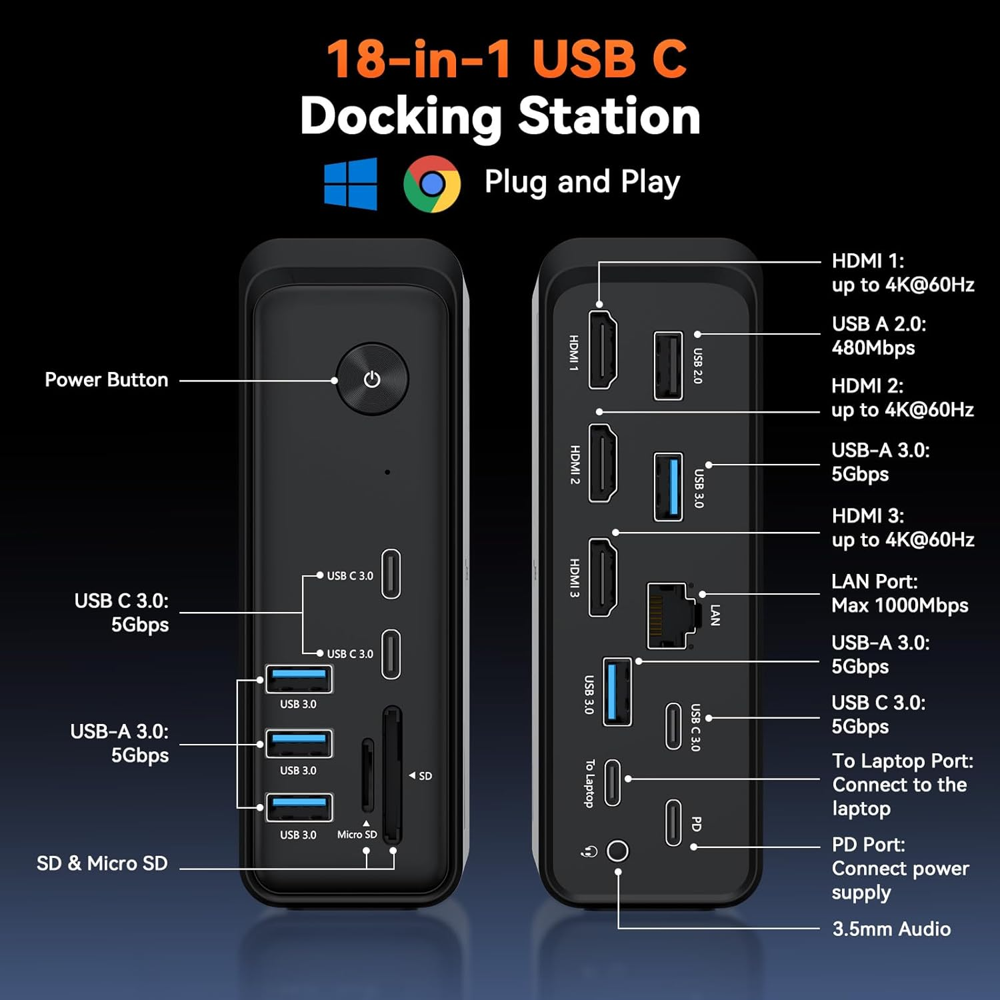 18-in-1 USB C
Docking Station
Plug and Play
Power Button
USB C 3.0:
5Gbps
USB-A 3.0:
5Gbps
SD & Micro SD
USB C 3.0
USB C 3.0
USB 3.0
USB 3.0
USB 3.0
SD
Micro SD
HDMI 1
USB 2.0
HDMI 2
USB 3.0
HDMI 3
LAN
USB 3.0
USB C 3.0
To Laptop
PD
HDMI 1:
up to 4K@60Hz
USB A 2.0:
480Mbps
HDMI 2:
up to 4K@60Hz
USB-A 3.0:
5Gbps
HDMI 3:
up to 4K@60Hz
LAN Port:
Max 1000Mbps
USB-A 3.0:
5Gbps
USB C 3.0:
5Gbps
To Laptop Port:
Connect to the
laptop
PD Port:
Connect power
supply
3.5mm Audio